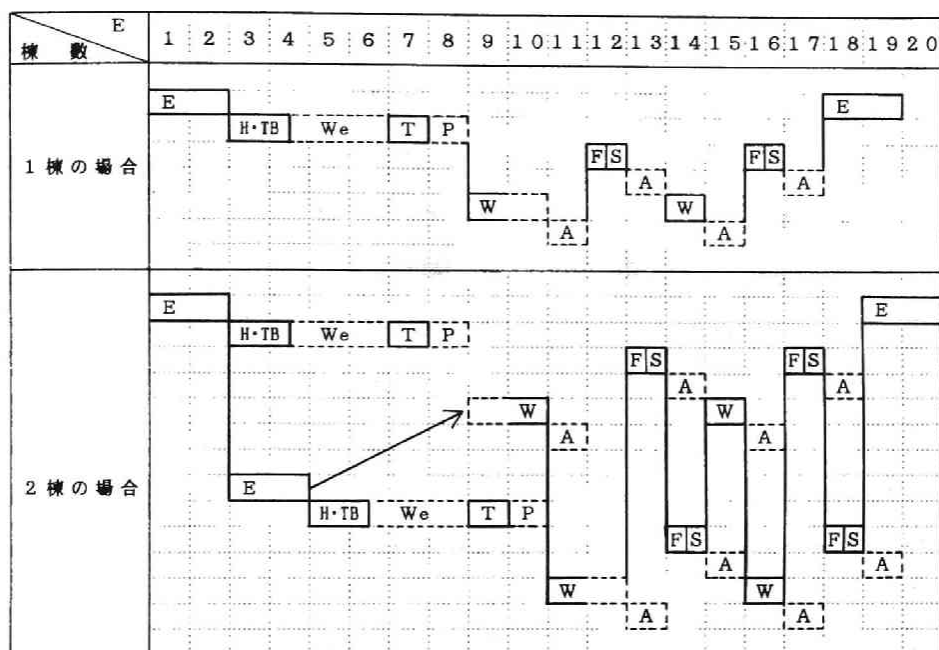 E
棟 数
1 2 3 4 5 6 7 8 9 10 11 12 13 14 15 16 17 18 19 20
1棟の場合
E E
H・TB We T P
F S F S
A A
W W
A A
2棟の場合
E E
H・TB We T P
F S F S
A A
W W
A A
E
H・TB We T P
F S F S
A A
W W
A A